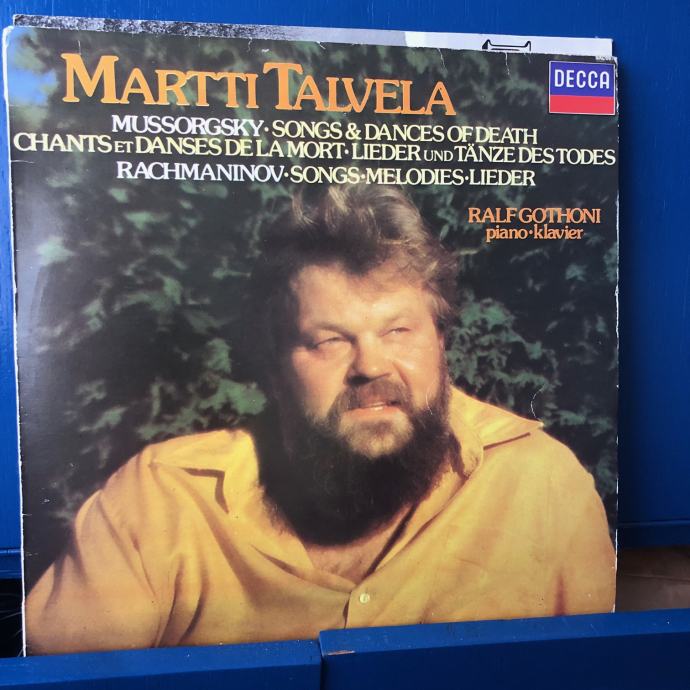 MARTTI TALVELA
DECCA
MUSSORGSKY·SONGS & DANCES OF DEATH
CHANTS ET DANSES DE LA MORT·LIEDER UND TÄNZE DES TODES
RACHMANINOV·SONGS·MELODIES·LIEDER
RALF GOTHONI
piano·klavier